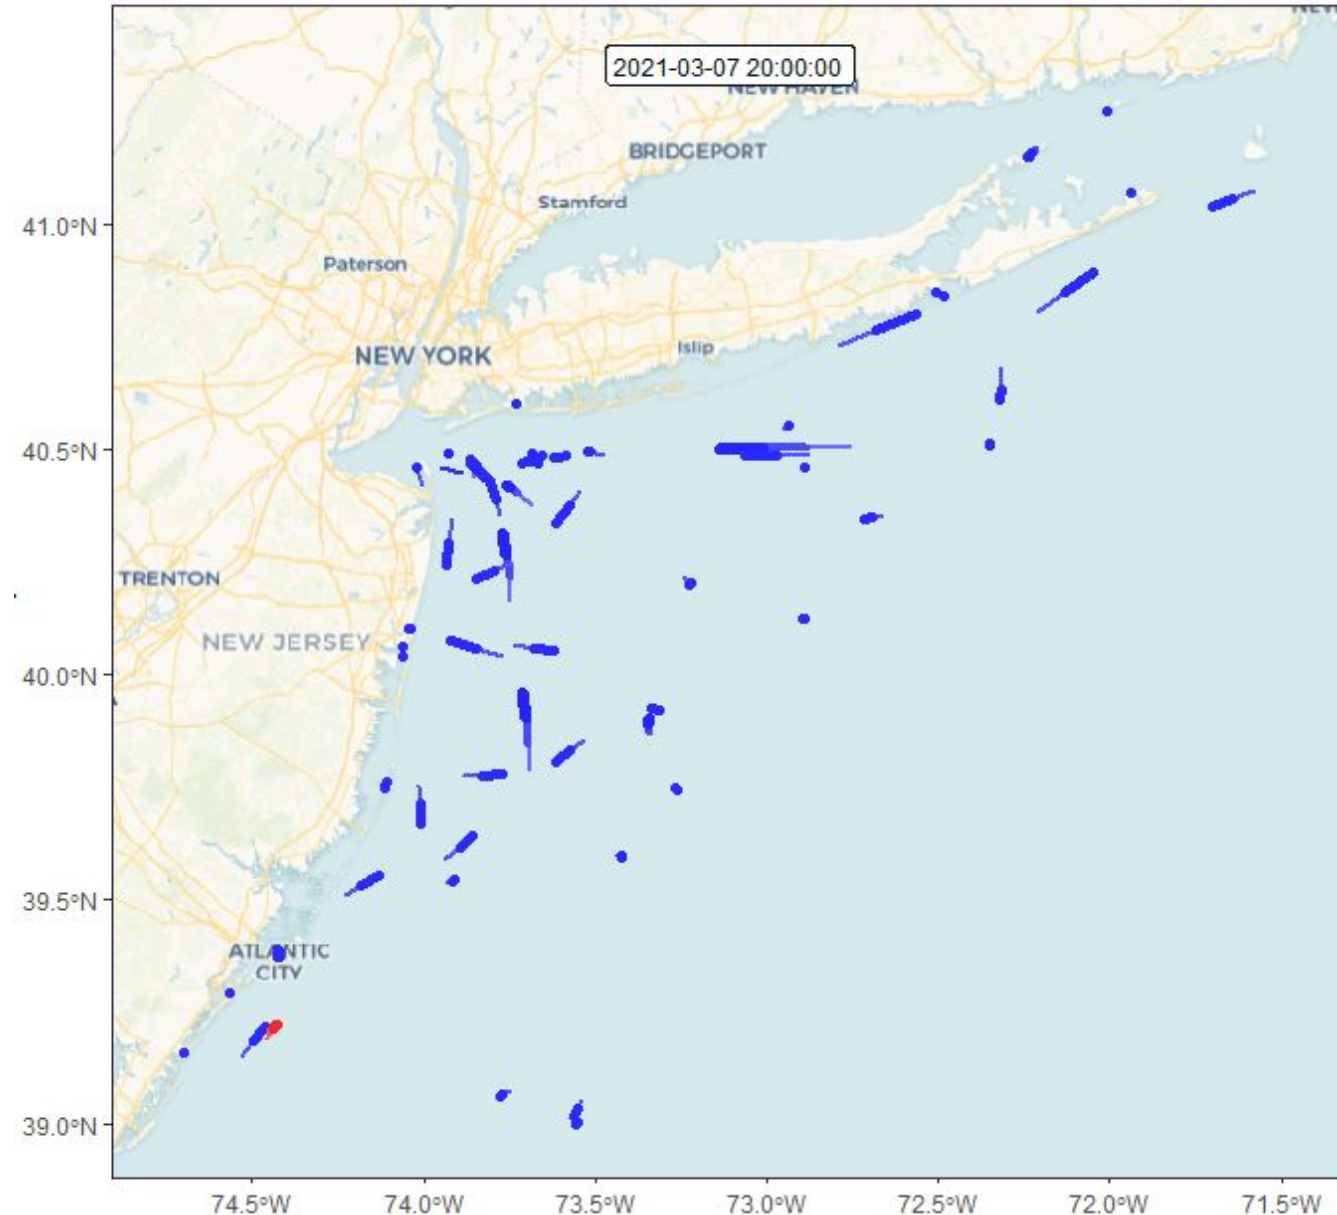 2021-03-07 20:00:00
NEW HAVEN
BRIDGEPORT
Stamford
41.0°N
Paterson
NEW YORK
Islip
40.5°N
TRENTON
NEW JERSEY
40.0°N
39.5°N
ATLANTIC
CITY
39.0°N
74.5°W
74.0°W
73.5°W
73.0°W
72.5°W
72.0°W
71.5°W